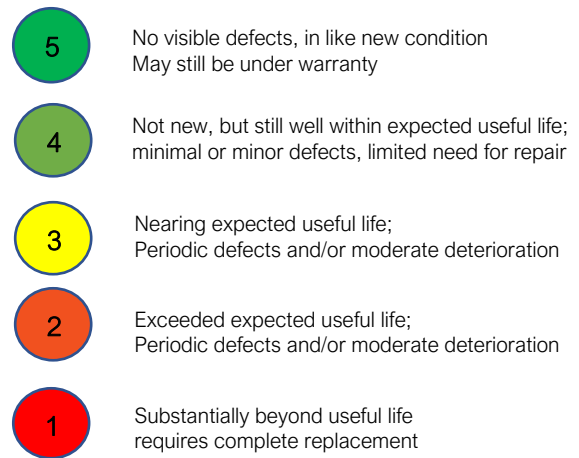 5
No visible defects, in like new condition
May still be under warranty
4
Not new, but still well within expected useful life;
minimal or minor defects, limited need for repair
3
Nearing expected useful life;
Periodic defects and/or moderate deterioration
2
Exceeded expected useful life;
Periodic defects and/or moderate deterioration
1
Substantially beyond useful life
requires complete replacement